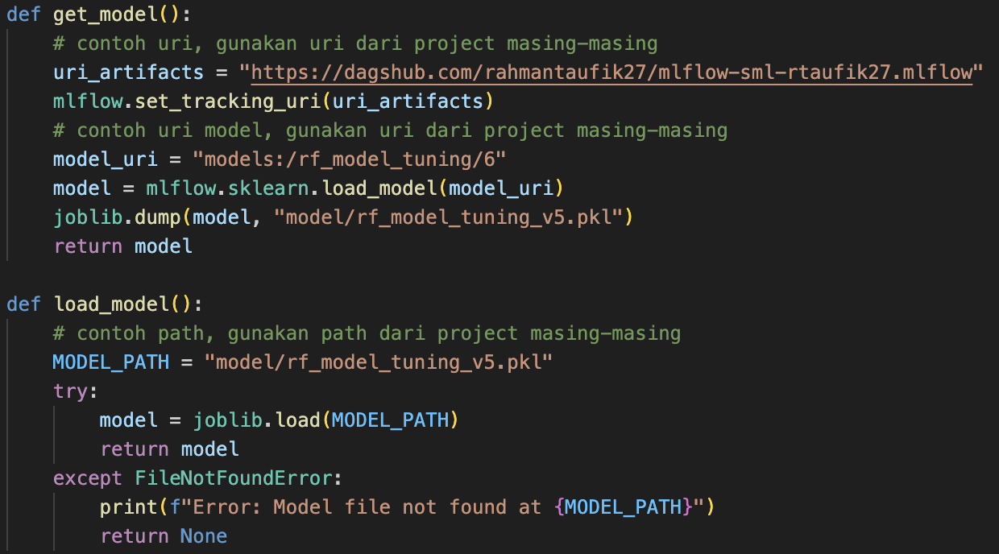 def get_model():
    # contoh uri, gunakan uri dari project masing-masing
    uri_artifacts = "https://dagshub.com/rahmantaufik27/mlflow-sml-rtaufik27.mlflow"
    mlflow.set_tracking_uri(uri_artifacts)
    # contoh uri model, gunakan uri dari project masing-masing
    model_uri = "models:/rf_model_tuning/6"
    model = mlflow.sklearn.load_model(model_uri)
    joblib.dump(model, "model/rf_model_tuning_v5.pkl")
    return model

def load_model():
    # contoh path, gunakan path dari project masing-masing
    MODEL_PATH = "model/rf_model_tuning_v5.pkl"
    try:
        model = joblib.load(MODEL_PATH)
        return model
    except FileNotFoundError:
        print(f"Error: Model file not found at {MODEL_PATH}")
        return None